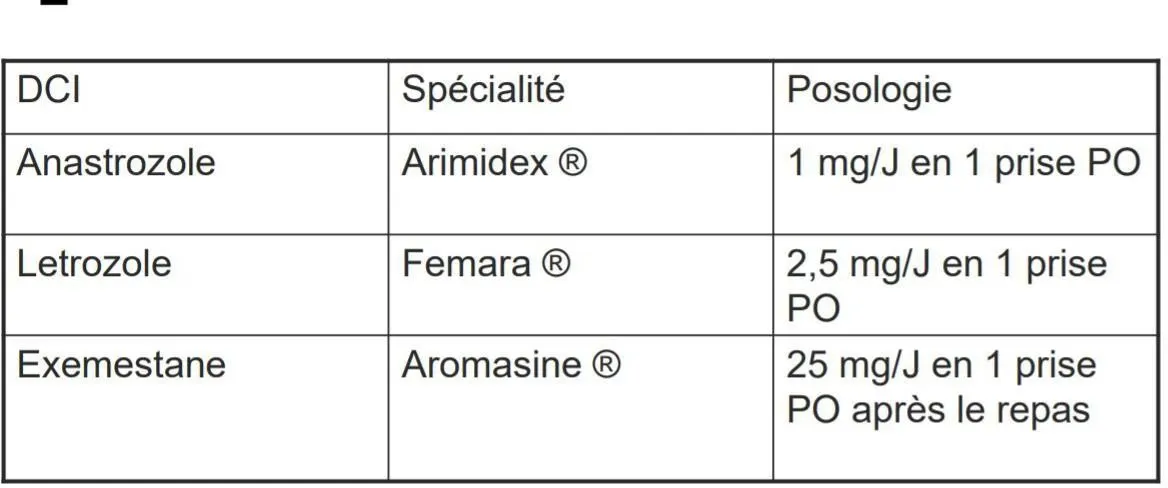 DCI Spécialité Posologie
Anastrozole Arimidex ® 1 mg/J en 1 prise PO
Letrozole Femara ® 2,5 mg/J en 1 prise
PO
Exemestane Aromasine ® 25 mg/J en 1 prise
PO après le repas